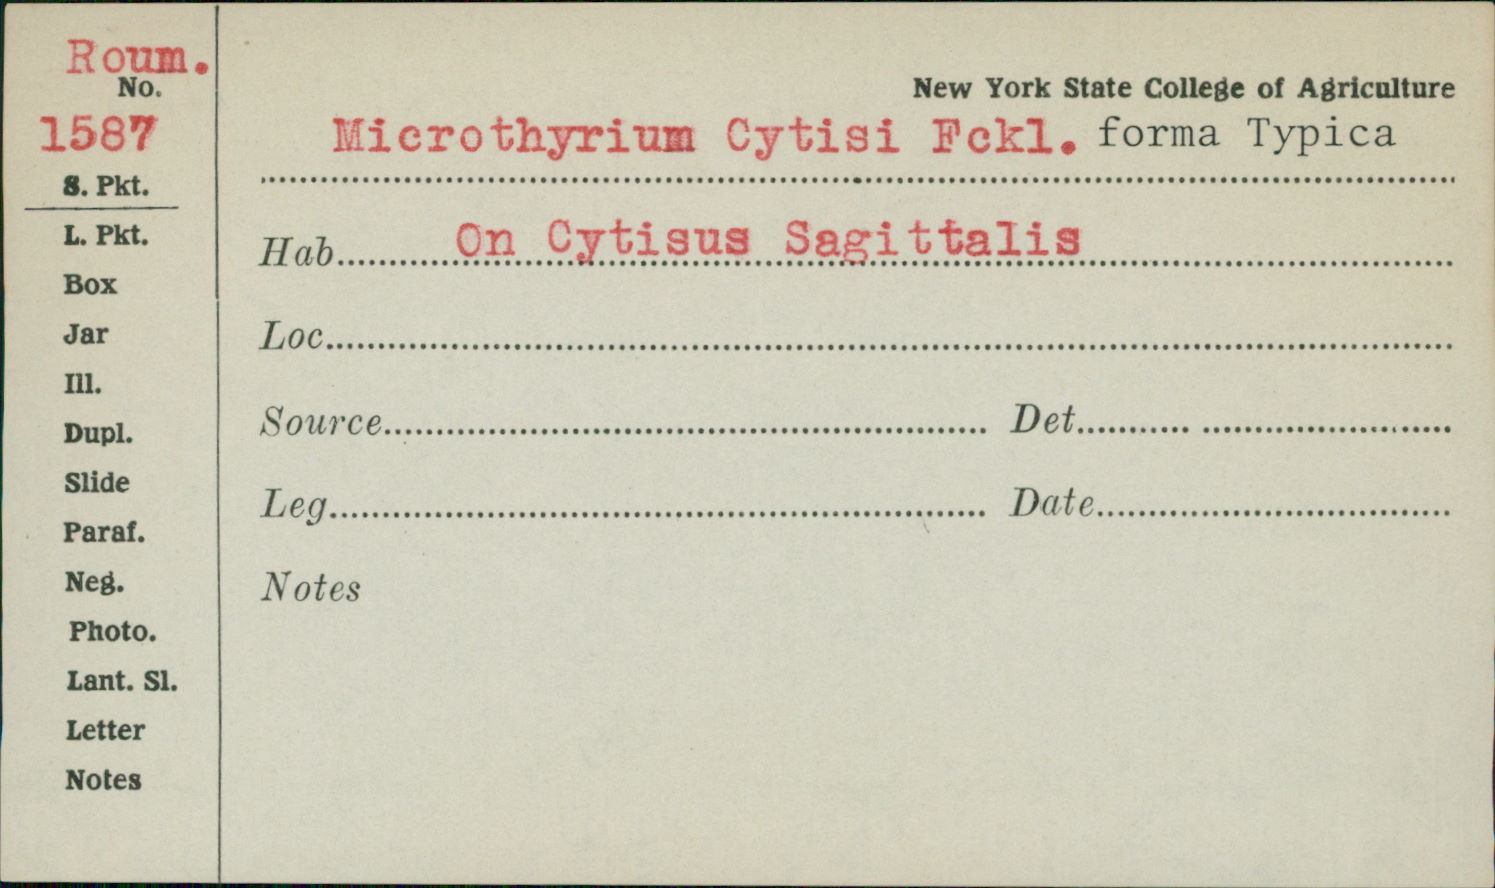 Roum.
No.
1587
S. Pkt.
L. Pkt.
Box
Jar
Ill.
Dupl.
Slide
Paraf.
Neg.
Photo.
Lant. Sl.
Letter
Notes
New York State College of Agriculture
Microthyrium Cytisi Fckl. forma Typica
Hab. On Cytisus Sagittalis
Loc.
Source Det.
Leg. Date
Notes